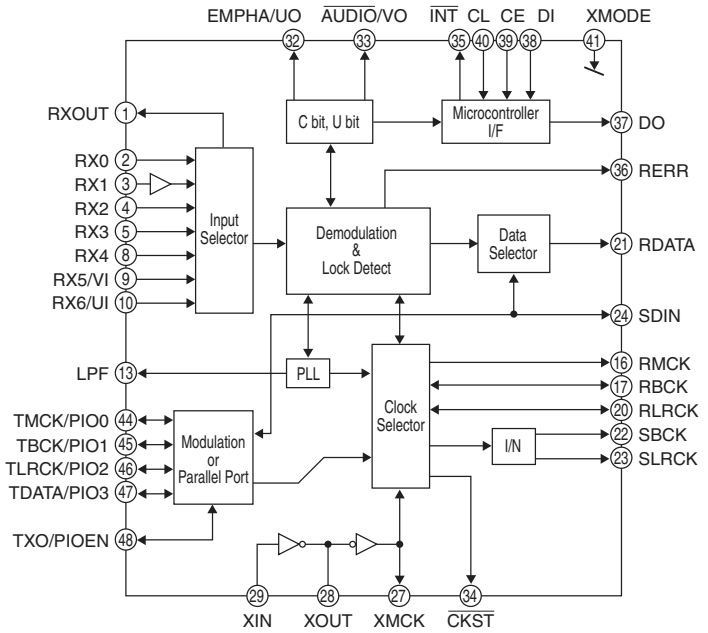 EMPHA/UO
AUDIO/VO
INT CL CE DI
XMODE
32
33
35
40
39
38
41
RXOUT 1
C bit, U bit
Microcontroller
I/F
37 DO
RX0 2
RX1 3
36 RERR
RX2 4
RX3 5
RX4 8
RX5/VI 9
RX6/UI 10
Input
Selector
Demodulation
&
Lock Detect
Data
Selector
21 RDATA
24 SDIN
LPF 13
PLL
Clock
Selector
16 RMCK
17 RBCK
20 RLRCK
22 SBCK
23 SLRCK
I/N
TMCK/PIO0 44
TBCK/PIO1 45
TLRCK/PIO2 46
TDATA/PIO3 47
Modulation
or
Parallel Port
TXO/PIOEN 48
29
28
27
34
XIN
XOUT
XMCK
CKST